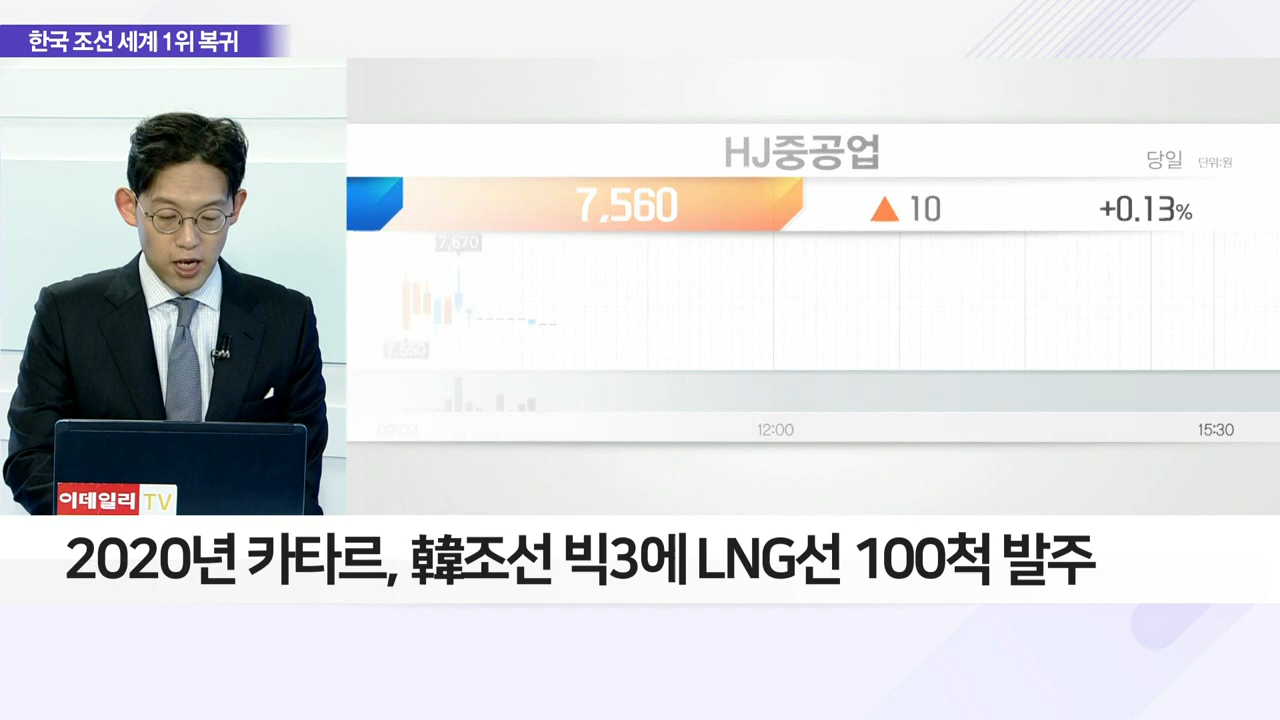 한국 조선 세계 1위 복귀
HJ중공업
당일 단위:원
7,560 ▲ 10 +0.13%
7,670
7,550
12:00 15:30
이데일리 TV
2020년 카타르, 韓조선 빅3에 LNG선 100척 발주